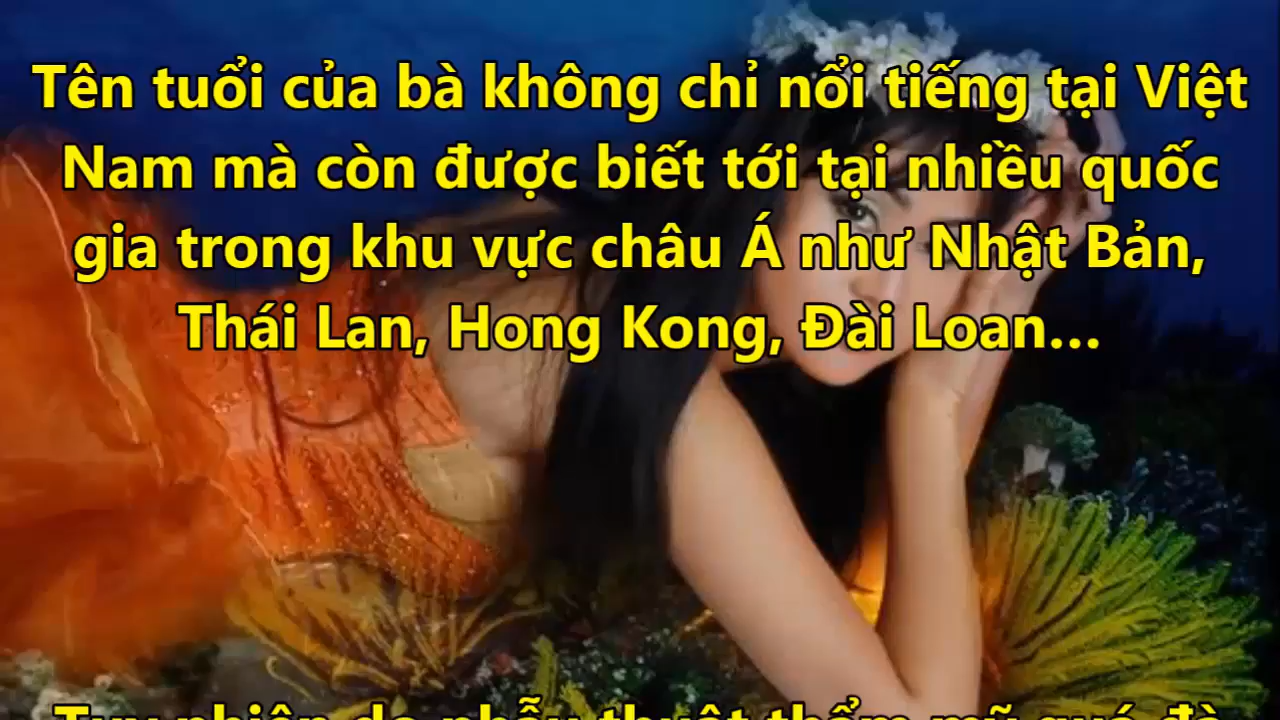 Tên tuổi của bà không chỉ nổi tiếng tại Việt
Nam mà còn được biết tới tại nhiều quốc
gia trong khu vực châu Á như Nhật Bản,
Thái Lan, Hong Kong, Đài Loan...
Tuy nhiên do phẫu thuật thẩm mỹ quá đà